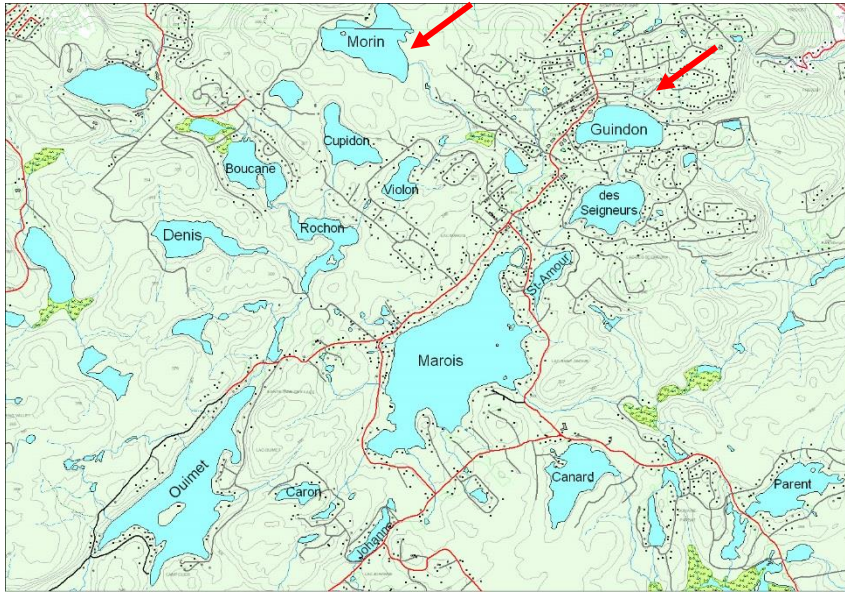 Morin
Guindon
Cupidon
Boucane
Violon
des
Seigneurs
Denis
Rochon
St-Amour
Marois
Ouimet
Caron
Canard
Parent
Johanne